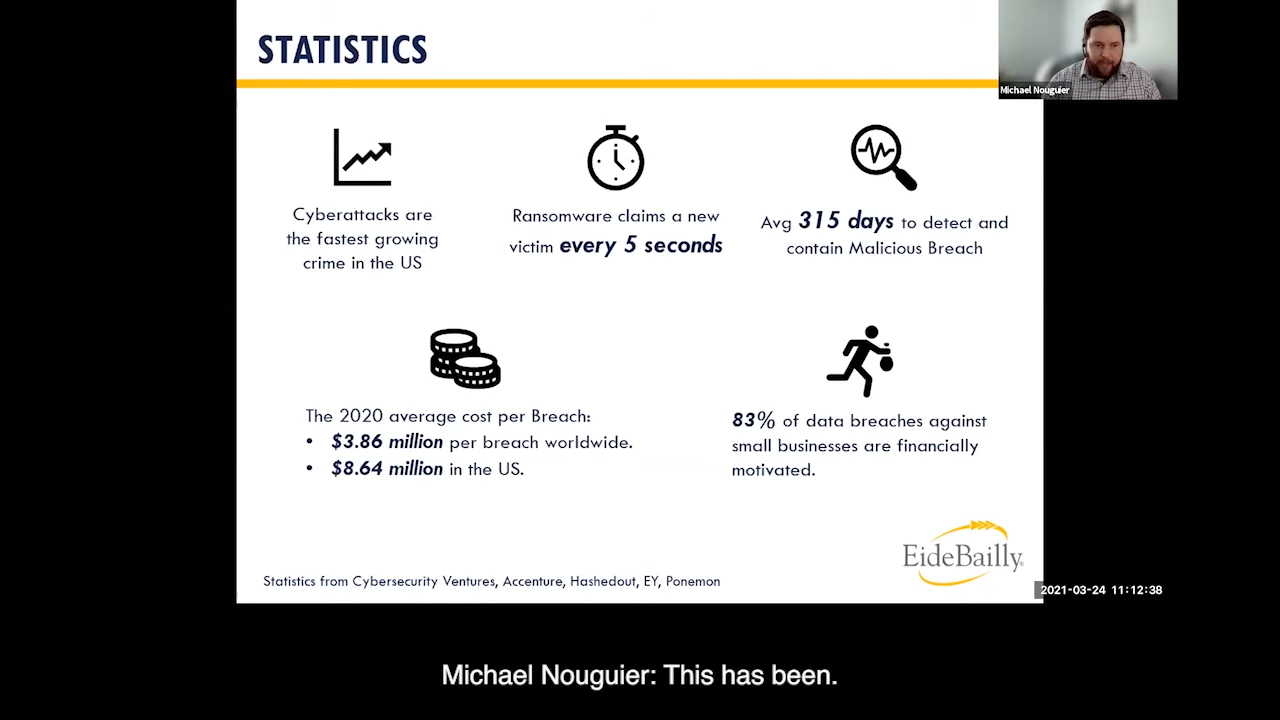 STATISTICS
Michael Nouguier
Cyberattacks are
the fastest growing
crime in the US
Ransomware claims a new
victim every 5 seconds
Avg 315 days to detect and
contain Malicious Breach
The 2020 average cost per Breach:
• $3.86 million per breach worldwide.
• $8.64 million in the US.
83% of data breaches against
small businesses are financially
motivated.
EideBailly®
Statistics from Cybersecurity Ventures, Accenture, Hashedout, EY, Ponemon
2021-03-24 11:12:38
Michael Nouguier: This has been.